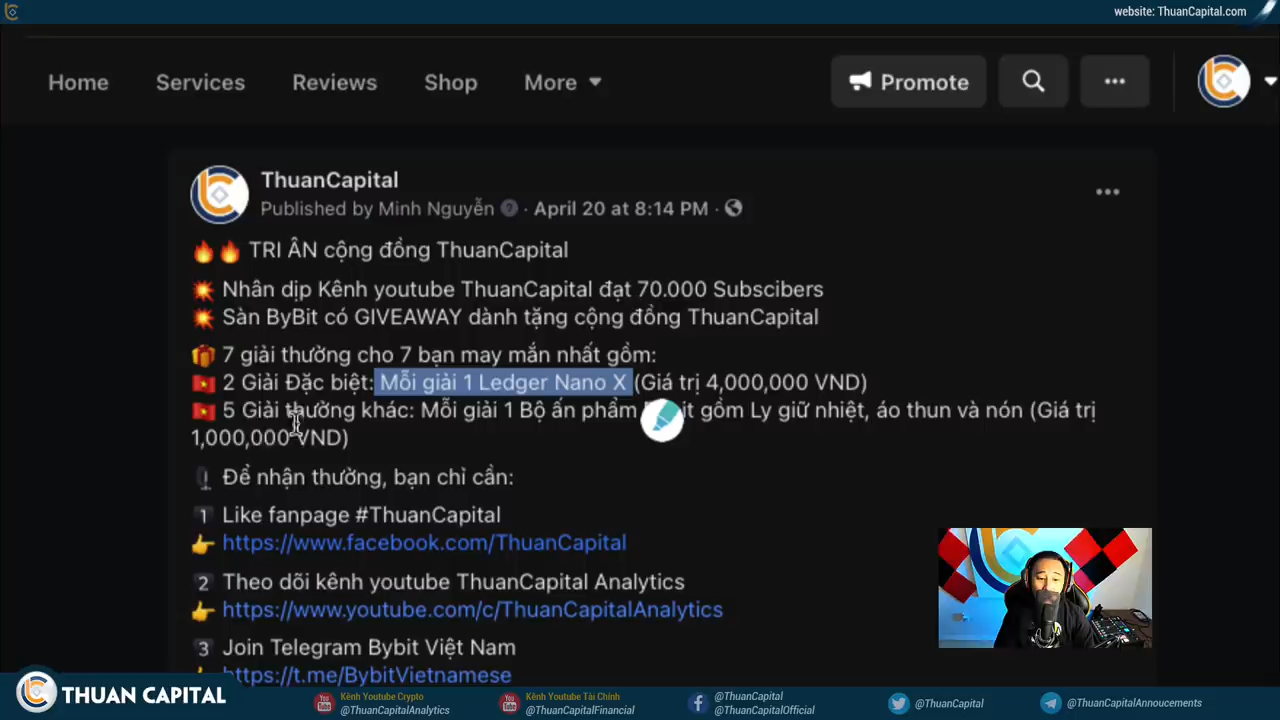 website: ThuanCapital.com
Home Services Reviews Shop More Promote
ThuanCapital
Published by Minh Nguyễn · April 20 at 8:14 PM ·
TRI ÂN cộng đồng ThuanCapital
Nhân dịp Kênh youtube ThuanCapital đạt 70.000 Subscibers
Sàn ByBit có GIVEAWAY dành tặng cộng đồng ThuanCapital
7 giải thưởng cho 7 bạn may mắn nhất gồm:
2 Giải Đặc biệt: Mỗi giải 1 Ledger Nano X (Giá trị 4,000,000 VND)
5 Giải thưởng khác: Mỗi giải 1 Bộ ấn phẩm gồm Ly giữ nhiệt, áo thun và nón (Giá trị
1,000,000 VND)
Để nhận thưởng, bạn chỉ cần:
1 Like fanpage #ThuanCapital
https://www.facebook.com/ThuanCapital
2 Theo dõi kênh youtube ThuanCapital Analytics
https://www.youtube.com/c/ThuanCapitalAnalytics
3 Join Telegram Bybit Việt Nam
https://t.me/BybitVietnamese
THUAN CAPITAL
You Tube Kênh Youtube Crypto
@ThuanCapitalAnalytics
You Tube Kênh Youtube Tài Chính
@ThuanCapitalFinancial
@ThuanCapital
@ThuanCapitalOfficial
@ThuanCapital
@ThuanCapitalAnnoucements